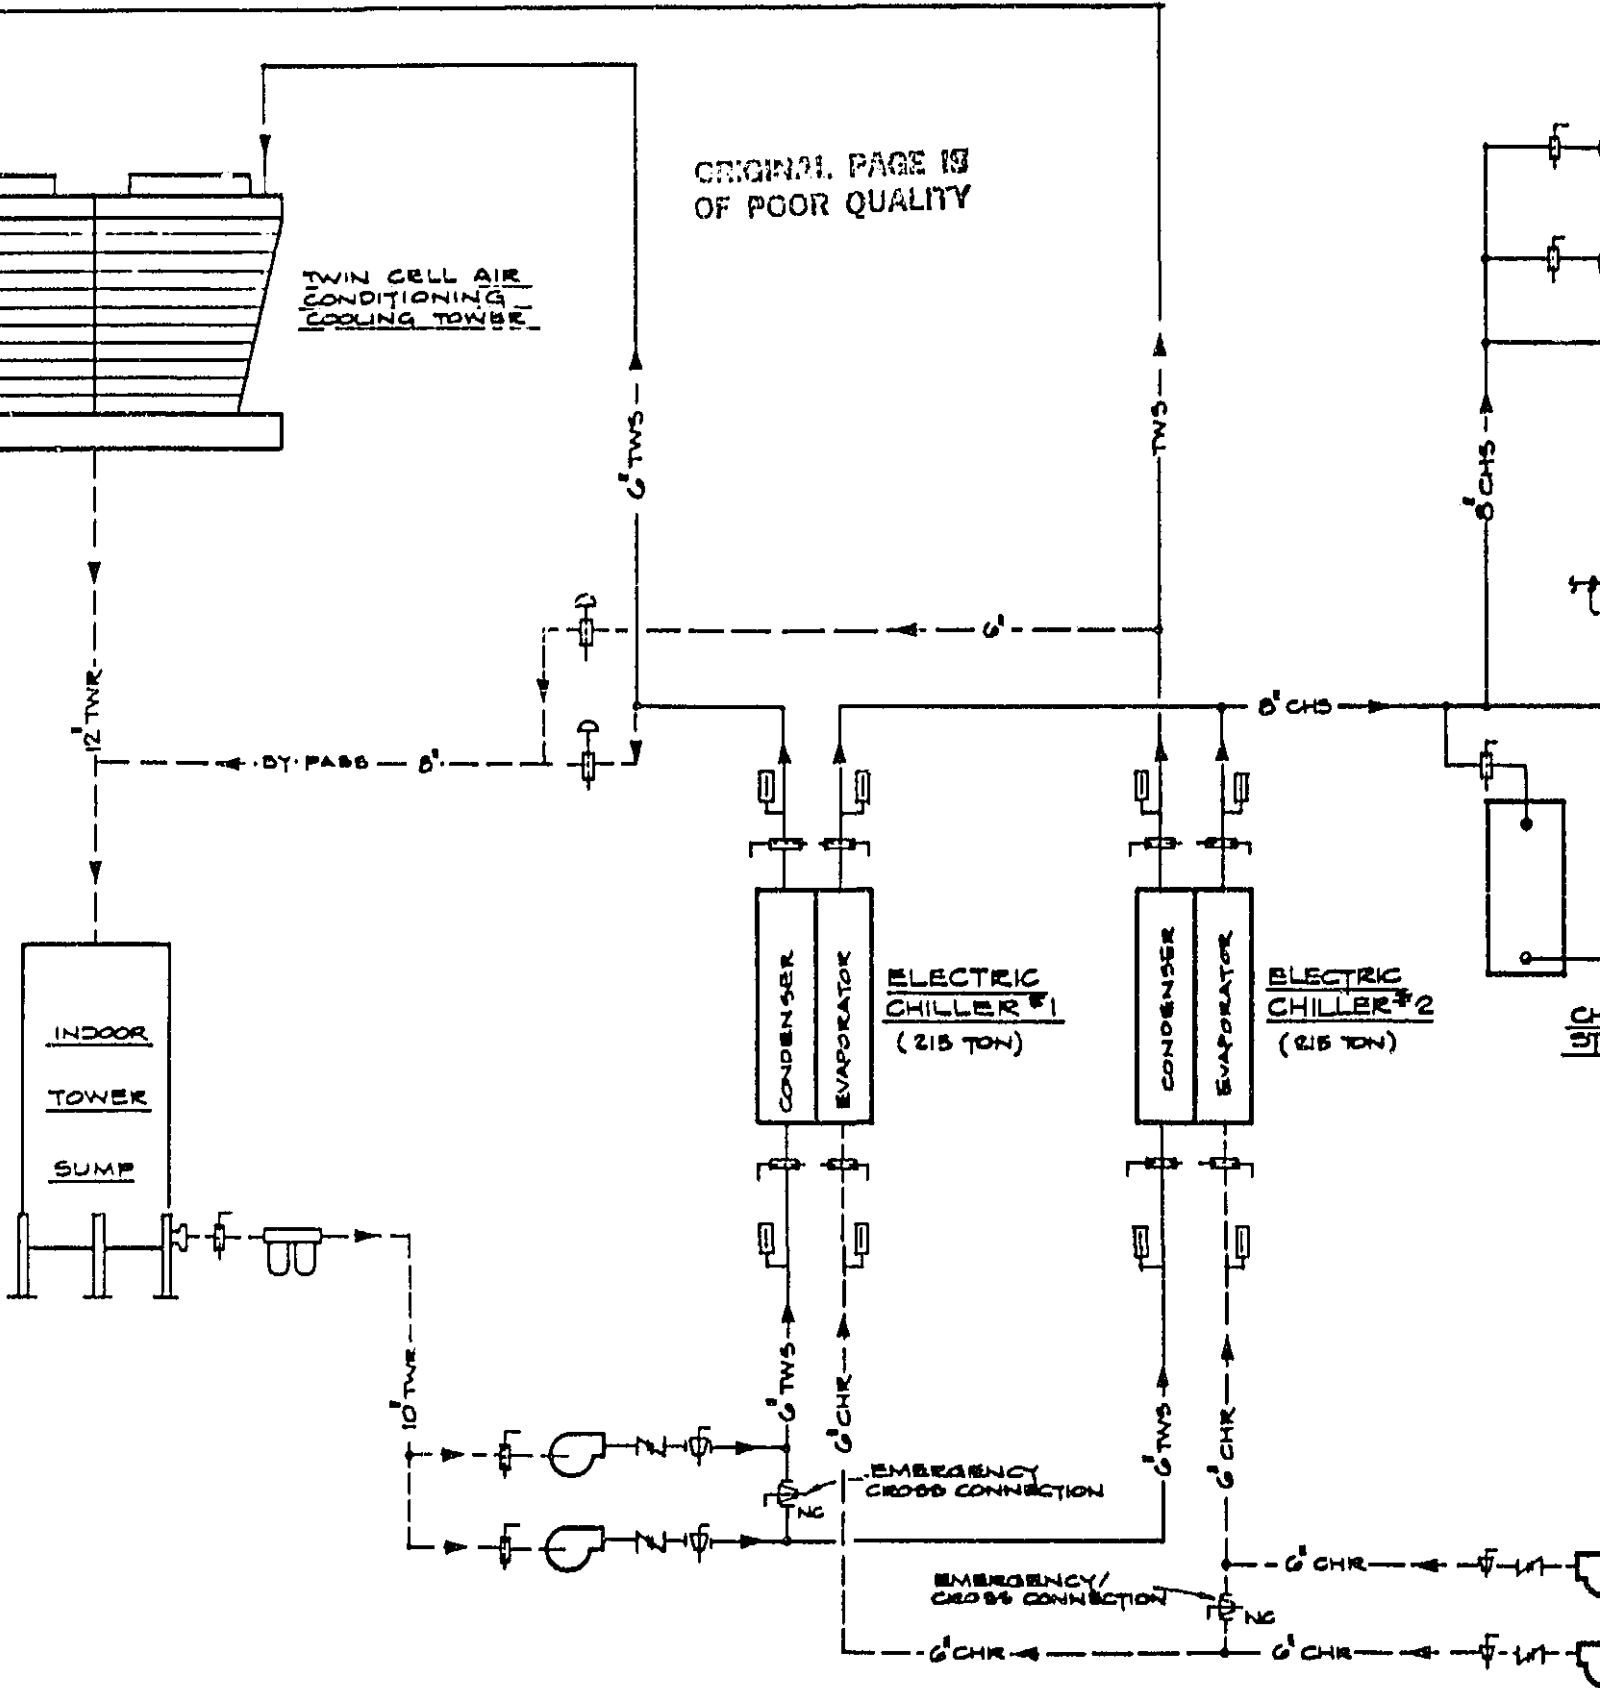 ORIGINAL PAGE IS
OF POOR QUALITY
TWIN CELL AIR
CONDITIONING
COOLING TOWER
6" TWS
TWS
8" CHS
6"
12" TWR
BY-PASS 8"
8" CHS
CONDENSER
EVAPORATOR
ELECTRIC
CHILLER #1
(215 TON)
CONDENSER
EVAPORATOR
ELECTRIC
CHILLER #2
(215 TON)
INDOOR
TOWER
SUMP
10" TWR
6" TWS
6" CHR
6" TWS
6" CHR
EMERGENCY
CROSS CONNECTION
NC
EMERGENCY/
CROSS CONNECTION
NC
6" CHR
6" CHR
6" CHR